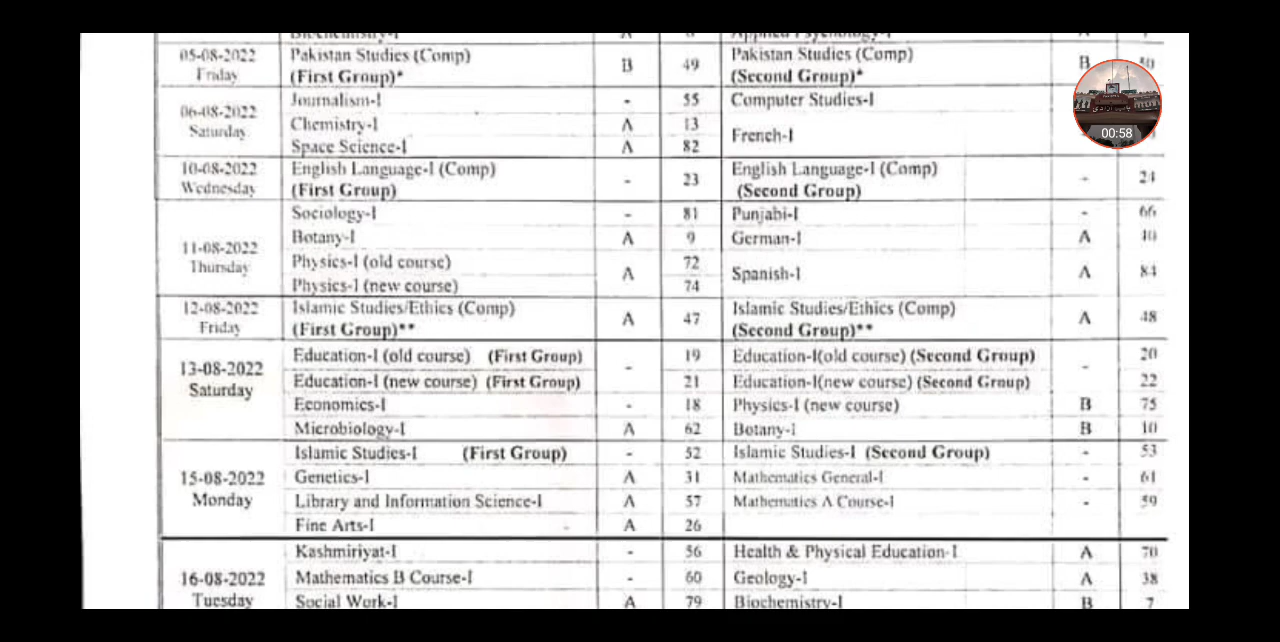 Biochemistry-I A Applied Psychology-I
05-08-2022 Friday Pakistan Studies (Comp) (First Group)* B 49 Pakistan Studies (Comp) (Second Group)* B 50
06-08-2022 Saturday Journalism-I - 55 Computer Studies-I
Chemistry-I A 13 French-I
Space Science-I A 82
10-08-2022 Wednesday English Language-I (Comp) (First Group) - 23 English Language-I (Comp) (Second Group) - 24
11-08-2022 Thursday Sociology-I - 81 Punjabi-I - 66
Botany-I A 9 German-I A 40
Physics-I (old course) A 72 Spanish-I A 84
Physics-I (new course) 74
12-08-2022 Friday Islamic Studies/Ethics (Comp) (First Group)** A 47 Islamic Studies/Ethics (Comp) (Second Group)** A 48
13-08-2022 Saturday Education-I (old course) (First Group) - 19 Education-I(old course) (Second Group) - 20
Education-I (new course) (First Group) 21 Education-I(new course) (Second Group) 22
Economics-I - 18 Physics-I (new course) B 75
Microbiology-I A 62 Botany-I B 10
15-08-2022 Monday Islamic Studies-I (First Group) - 52 Islamic Studies-I (Second Group) - 53
Genetics-I A 31 Mathematics General-I - 61
Library and Information Science-I A 57 Mathematics A Course-I - 59
Fine Arts-I A 26
16-08-2022 Tuesday Kashmiriyat-I - 56 Health & Physical Education-I A 70
Mathematics B Course-I - 60 Geology-I A 38
Social Work-I A 79 Biochemistry-I B 7
00:58